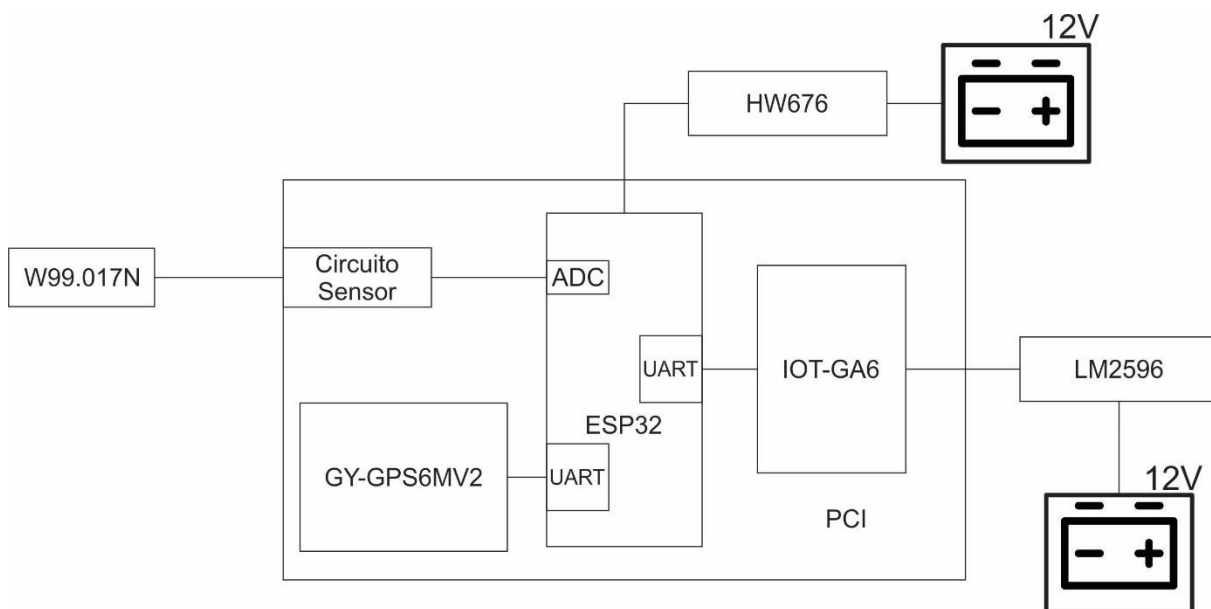 12V
HW676
W99.017N
Circuito
Sensor
ADC
UART
IOT-GA6
LM2596
ESP32
GY-GPS6MV2
UART
12V
PCI